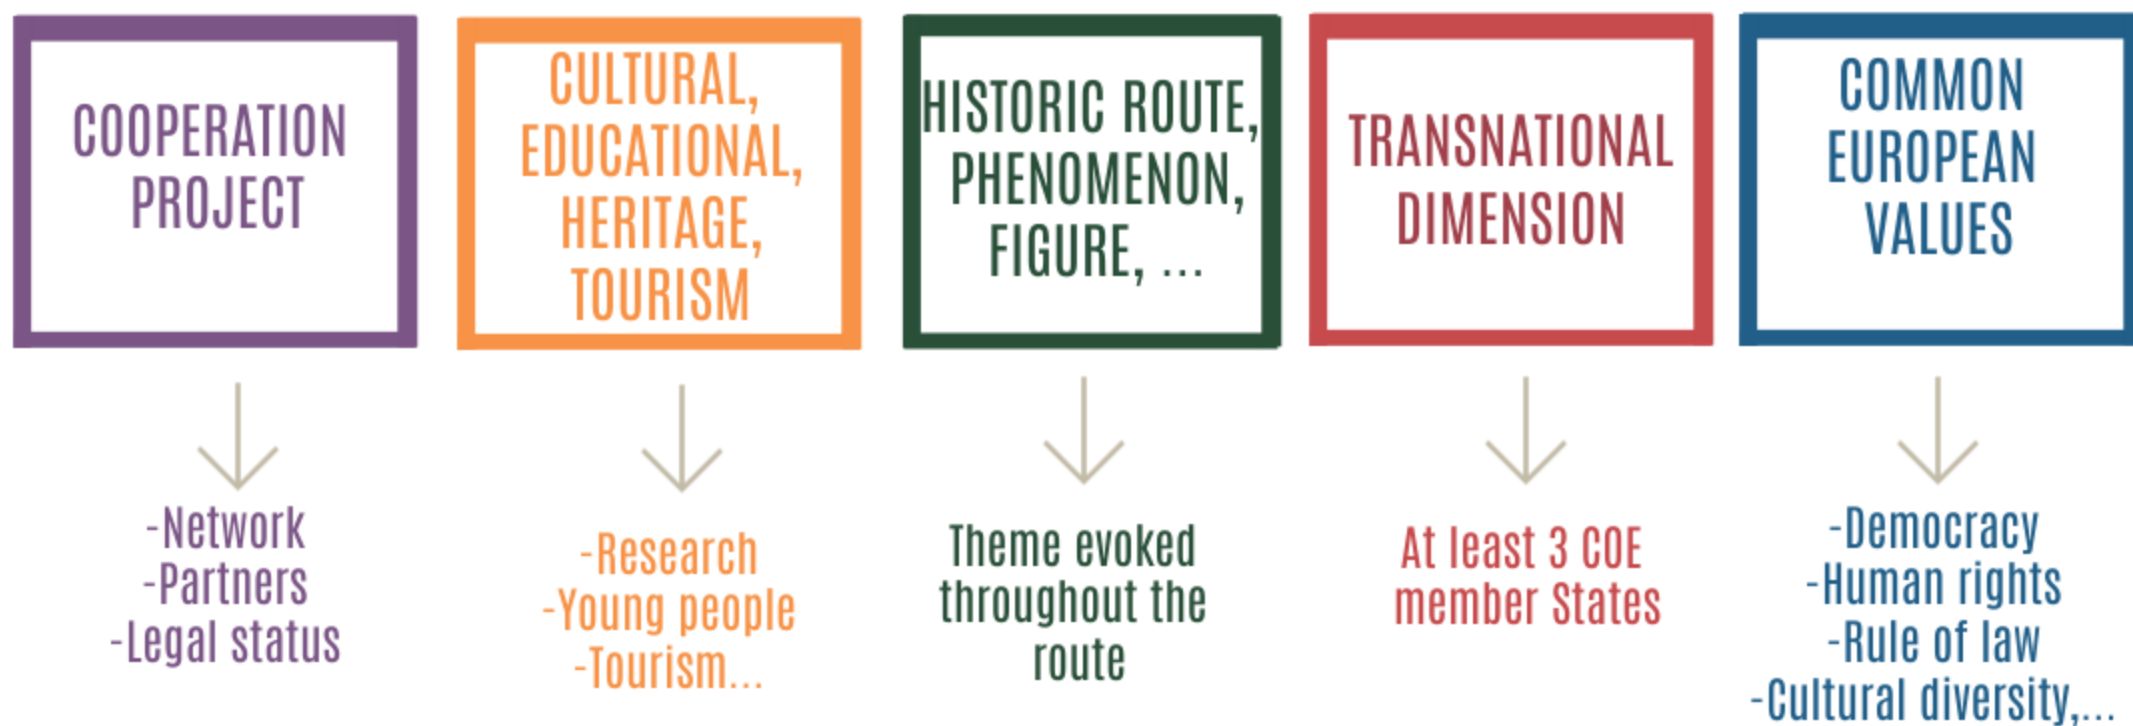 COOPERATION
PROJECT
CULTURAL,
EDUCATIONAL,
HERITAGE,
TOURISM
HISTORIC ROUTE,
PHENOMENON,
FIGURE, ...
TRANSNATIONAL
DIMENSION
COMMON
EUROPEAN
VALUES
-Network
-Partners
-Legal status
-Research
-Young people
-Tourism...
Theme evoked
throughout the
route
At least 3 COE
member States
-Democracy
-Human rights
-Rule of law
-Cultural diversity,...